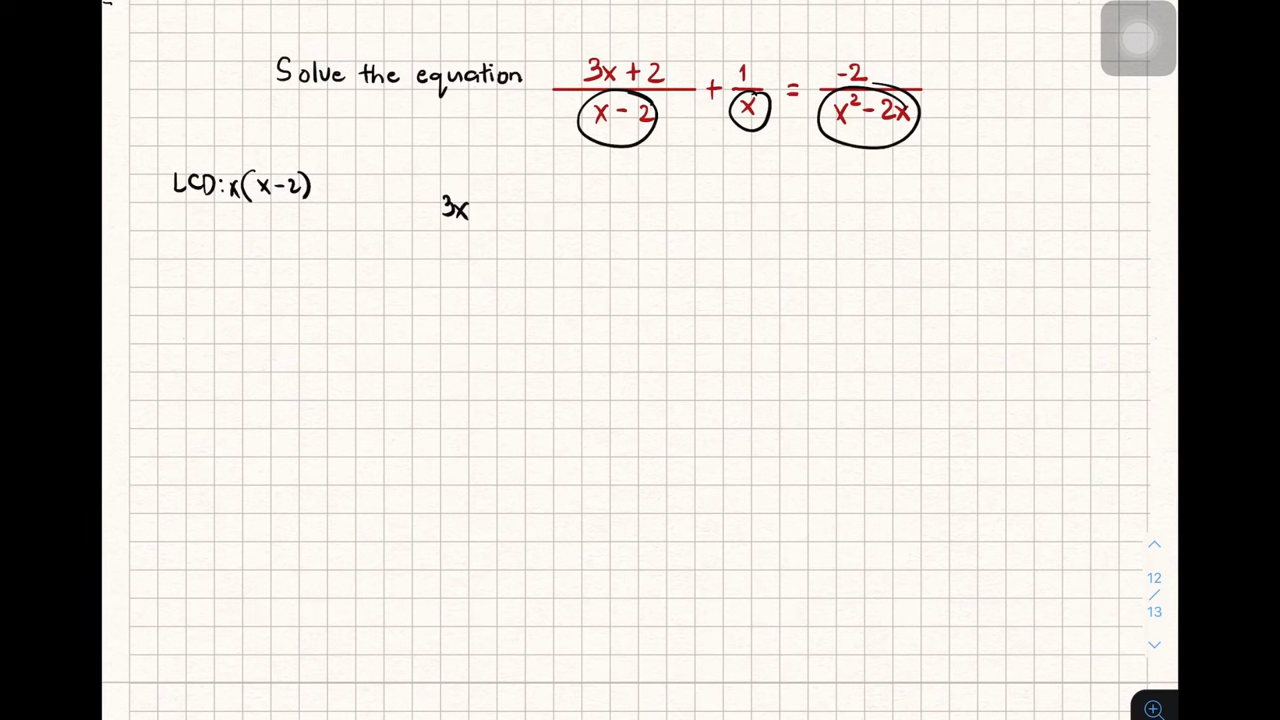 Solve the equation (3x + 2)/(x - 2) + 1/x = -2/(x² - 2x)
LCD: x(x-2)
3x
12
/
13